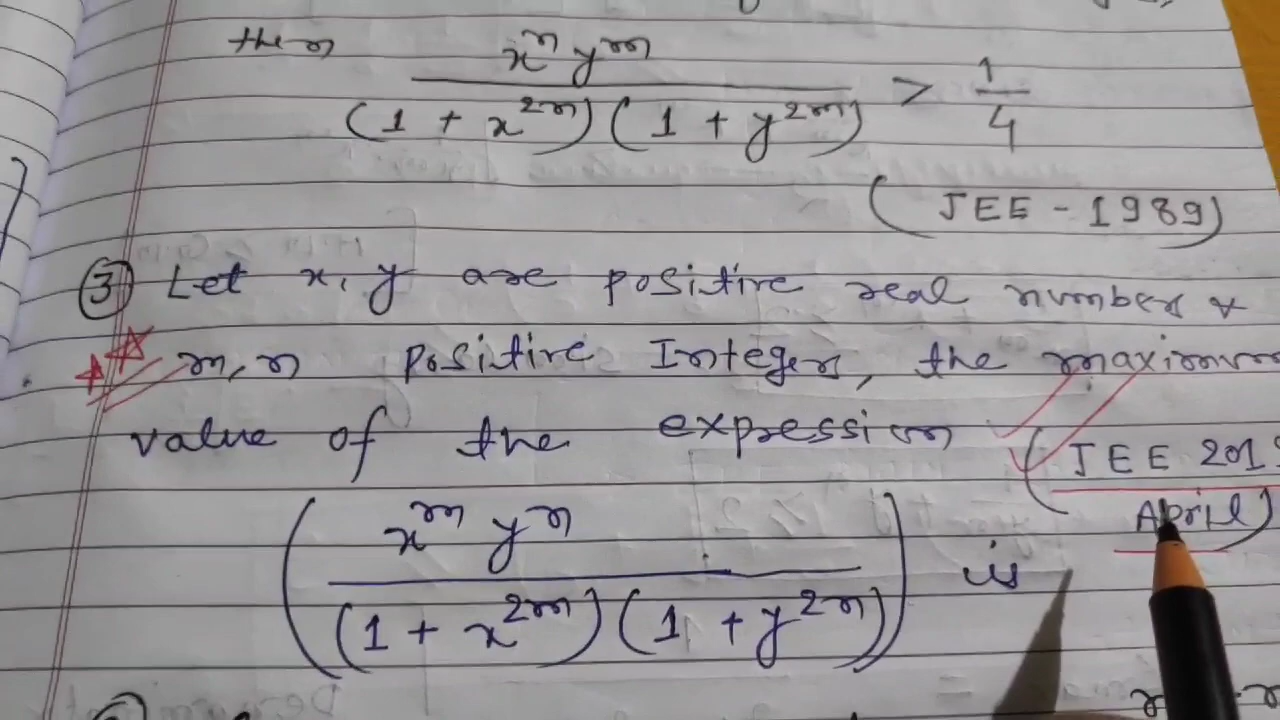 then x^n y^m / (1 + x^2n) (1 + y^2m) > 1/4
(JEE - 1989)
③ Let x, y are positive real number &
m, n positive Integers, the maximum
value of the expression
(JEE 201
April)
( x^m y^n / (1 + x^2m) (1 + y^2n) ) is